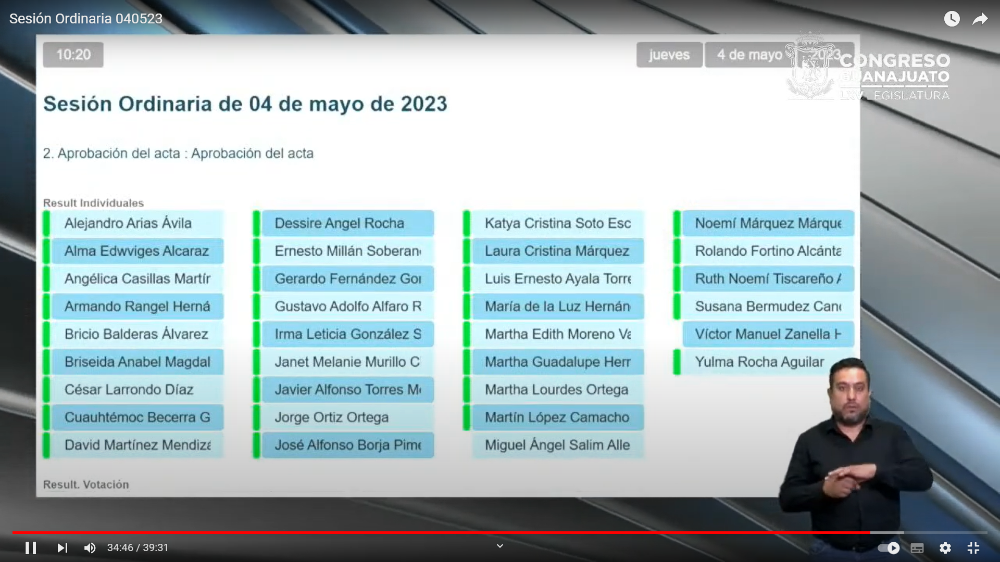 Sesión Ordinaria 040523
10:20
jueves
4 de mayo
2023
CONGRESO
GUANAJUATO
LXV LEGISLATURA
Sesión Ordinaria de 04 de mayo de 2023
2. Aprobación del acta : Aprobación del acta
Result Individuales
Alejandro Arias Ávila
Alma Edwviges Alcaraz
Angélica Casillas Martír
Armando Rangel Herná
Bricio Balderas Álvarez
Briseida Anabel Magdal
César Larrondo Díaz
Cuauhtémoc Becerra G
David Martínez Mendiz
Dessire Angel Rocha
Ernesto Millán Soberan
Gerardo Fernández Go
Gustavo Adolfo Alfaro R
Irma Leticia González S
Janet Melanie Murillo C
Javier Alfonso Torres M
Jorge Ortiz Ortega
José Alfonso Borja Pim
Katya Cristina Soto Esc
Laura Cristina Márquez
Luis Ernesto Ayala Torr
María de la Luz Hernán
Martha Edith Moreno Va
Martha Guadalupe Herr
Martha Lourdes Ortega
Martín López Camacho
Miguel Ángel Salim Alle
Noemí Márquez Márque
Rolando Fortino Alcánta
Ruth Noemí Tiscareño A
Susana Bermudez Can
Víctor Manuel Zanella H
Yulma Rocha Aguilar
Result. Votación
34:46 / 39:31